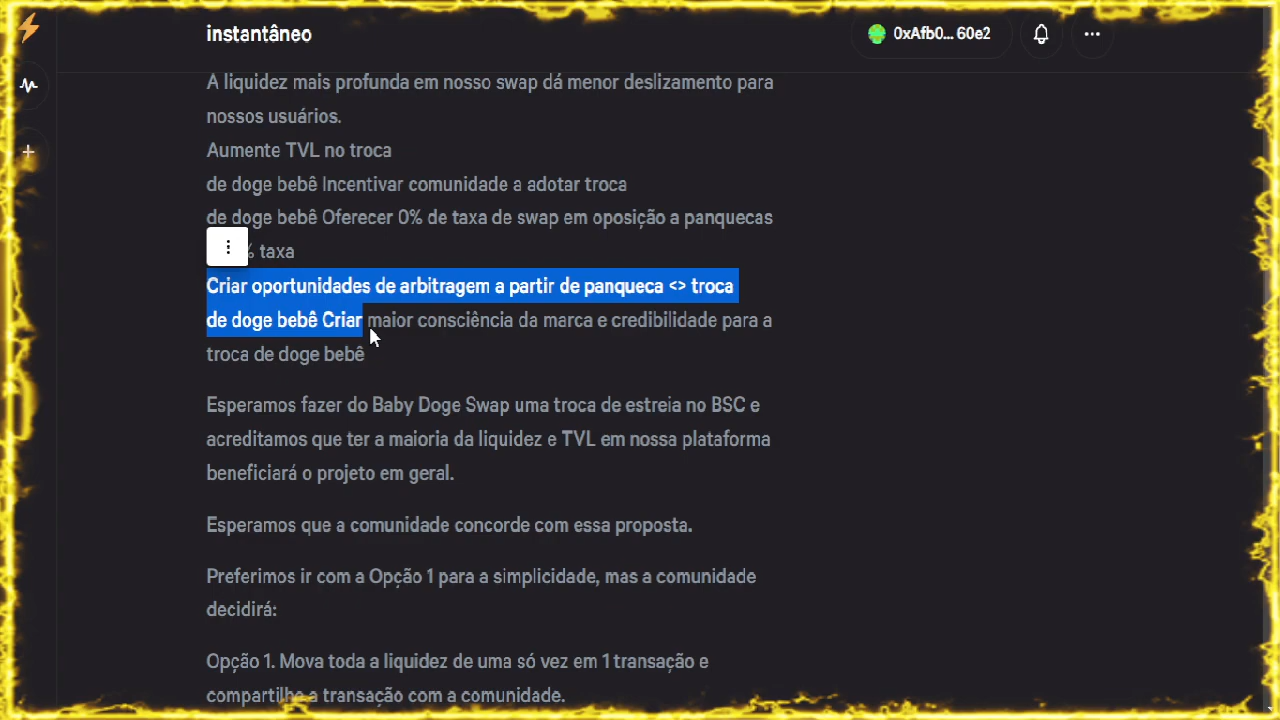 instantâneo
0xAfb0... 60e2
A liquidez mais profunda em nosso swap dá menor deslizamento para
nossos usuários.
Aumente TVL no troca
de doge bebê Incentivar comunidade a adotar troca
de doge bebê Oferecer 0% de taxa de swap em oposição a panquecas
% taxa
Criar oportunidades de arbitragem a partir de panqueca <> troca
de doge bebê Criar maior consciência da marca e credibilidade para a
troca de doge bebê
Esperamos fazer do Baby Doge Swap uma troca de estreia no BSC e
acreditamos que ter a maioria da liquidez e TVL em nossa plataforma
beneficiará o projeto em geral.
Esperamos que a comunidade concorde com essa proposta.
Preferimos ir com a Opção 1 para a simplicidade, mas a comunidade
decidirá:
Opção 1. Mova toda a liquidez de uma só vez em 1 transação e
compartilhe a transação com a comunidade.